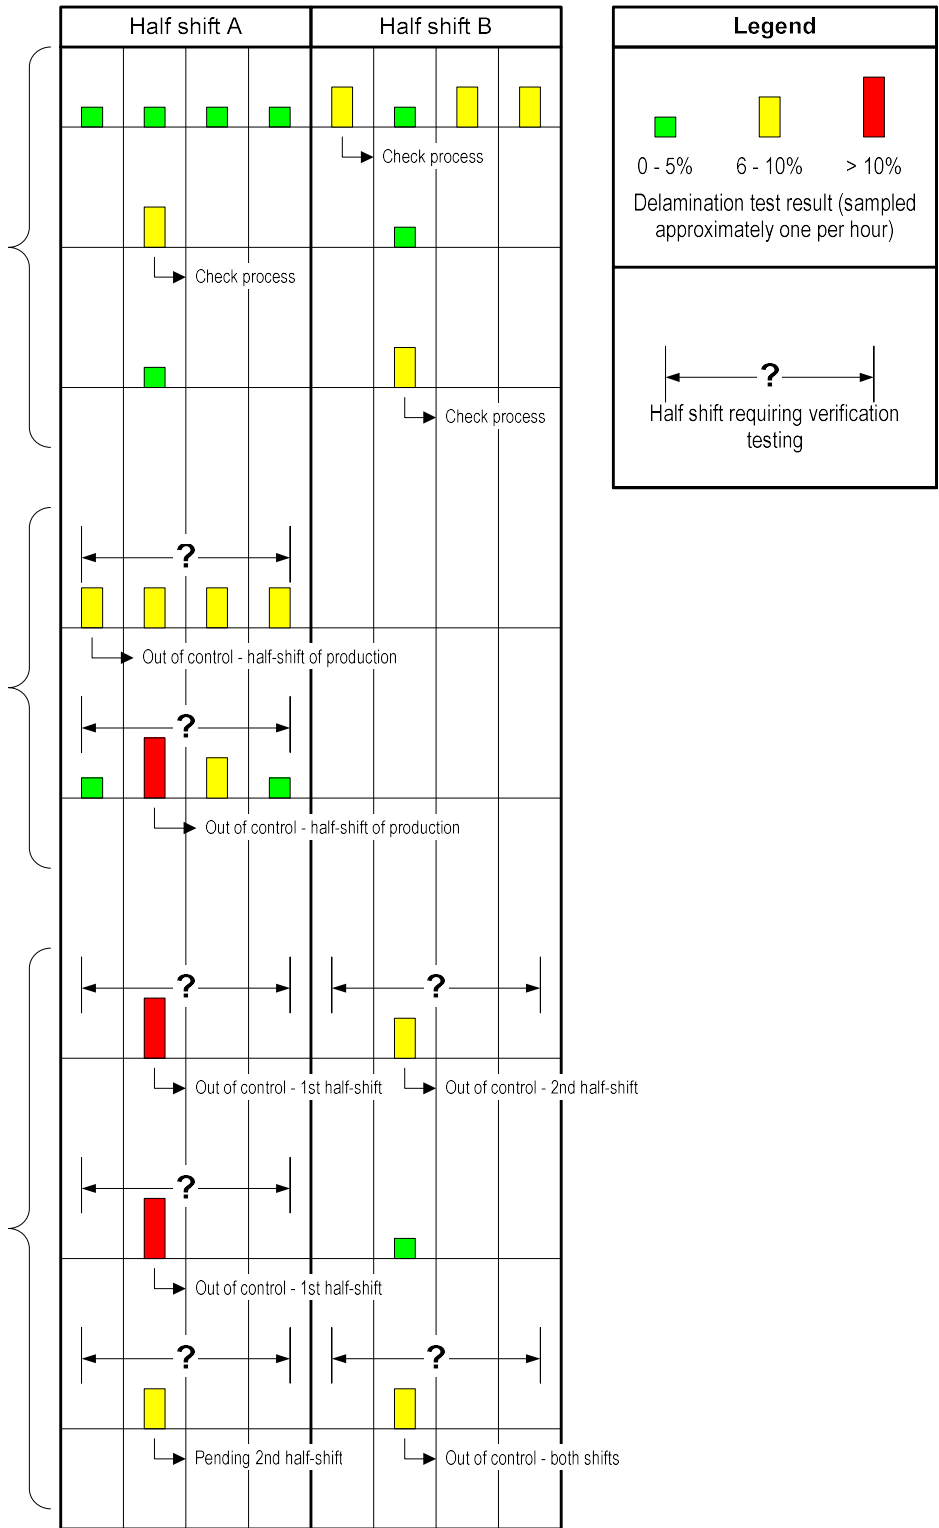 Half shift A
Half shift B
Check process
Check process
Check process
?
Out of control - half-shift of production
?
Out of control - half-shift of production
?
?
Out of control - 1st half-shift
Out of control - 2nd half-shift
?
Out of control - 1st half-shift
?
?
Pending 2nd half-shift
Out of control - both shifts
Legend
0 - 5%
6 - 10%
> 10%
Delamination test result (sampled
approximately one per hour)
?
Half shift requiring verification
testing